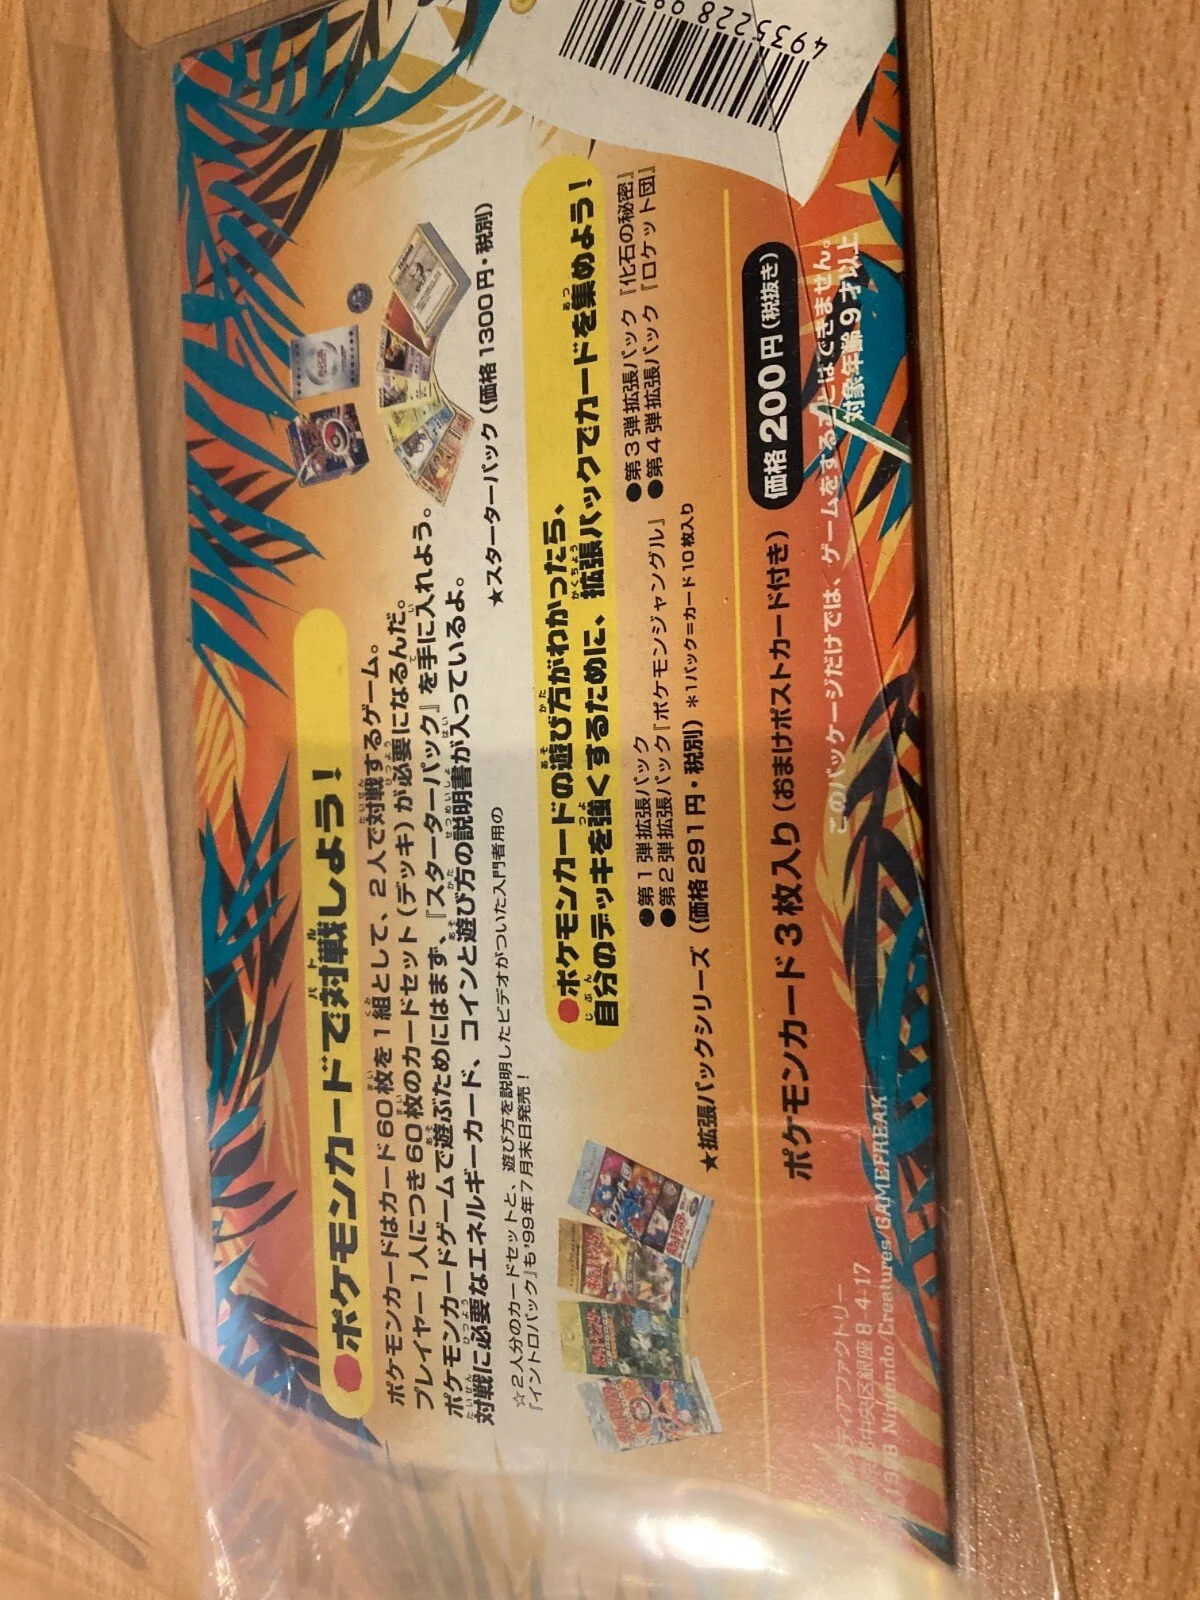 ●ポケモンカードで対戦しよう!
ポケモンカードはカード60枚を1組として、2人で対戦するゲーム。
プレイヤー1人につき60枚のカードセット(デッキ)が必要になるんだ。
ポケモンカードゲームで遊ぶためにはまず、『スターターパック』を手に入れよう。
対戦に必要なエネルギーカード、コインと遊び方の説明書が入っているよ。
☆2人分のカードセットと、遊び方を説明したビデオがついた入門者用の
『イントロパック』も'99年7月末日発売!
★スターターパック(価格1300円・税別)
●ポケモンカードの遊び方がわかったら、
自分のデッキを強くするために、拡張パックでカードを集めよう!
●第1弾拡張パック
●第2弾拡張パック『ポケモンジャングル』
●第3弾拡張パック『化石の秘密』
●第4弾拡張パック『ロケット団』
★拡張パックシリーズ(価格291円・税別)*1パック=カード10枚入り
ポケモンカード3枚入り(おまけポストカード付き)
価格200円(税抜き)
このパッケージだけでは、ゲームをすることはできません。
対象年齢9才以上
ディアファクトリー
中央区銀座8-4-17
Nintendo/Creatures/GAMEFREAK
4935228